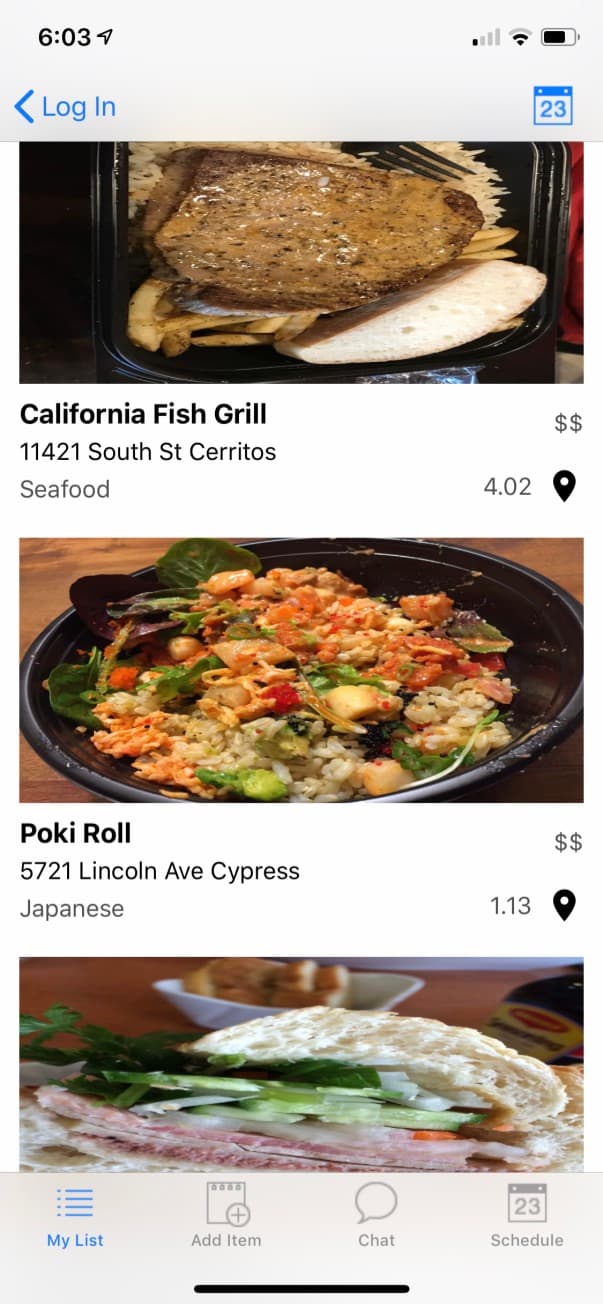 6:03
Log In
23
California Fish Grill
$$
11421 South St Cerritos
Seafood
4.02
Poki Roll
$$
5721 Lincoln Ave Cypress
Japanese
1.13
23
My List
Add Item
Chat
Schedule